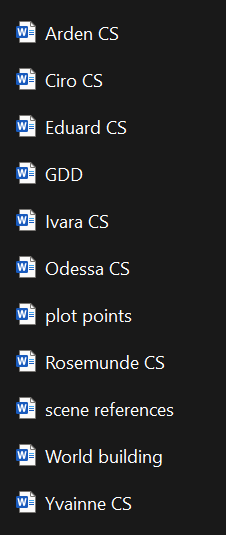 Arden CS
Ciro CS
Eduard CS
GDD
Ivara CS
Odessa CS
plot points
Rosemunde CS
scene references
World building
Yvainne CS